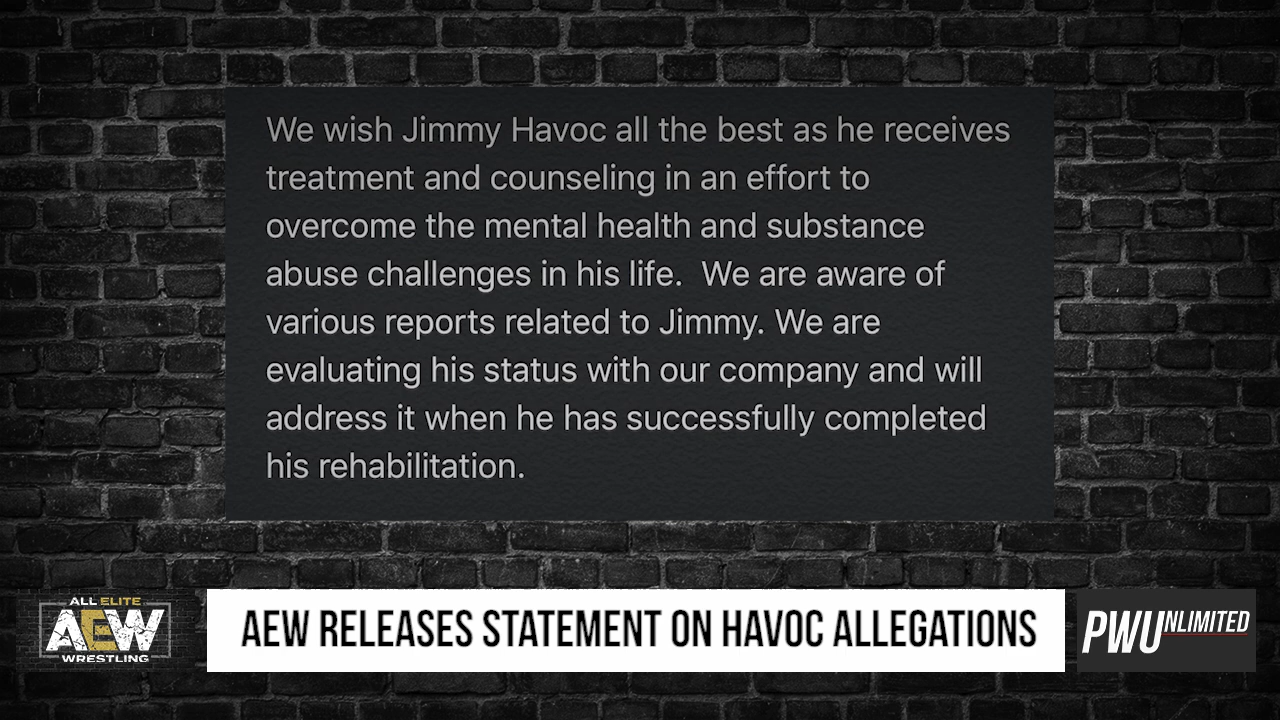 We wish Jimmy Havoc all the best as he receives
treatment and counseling in an effort to
overcome the mental health and substance
abuse challenges in his life.  We are aware of
various reports related to Jimmy. We are
evaluating his status with our company and will
address it when he has successfully completed
his rehabilitation.
ALL ELITE
AEW
WRESTLING
AEW RELEASES STATEMENT ON HAVOC ALLEGATIONS
PWUNLIMITED